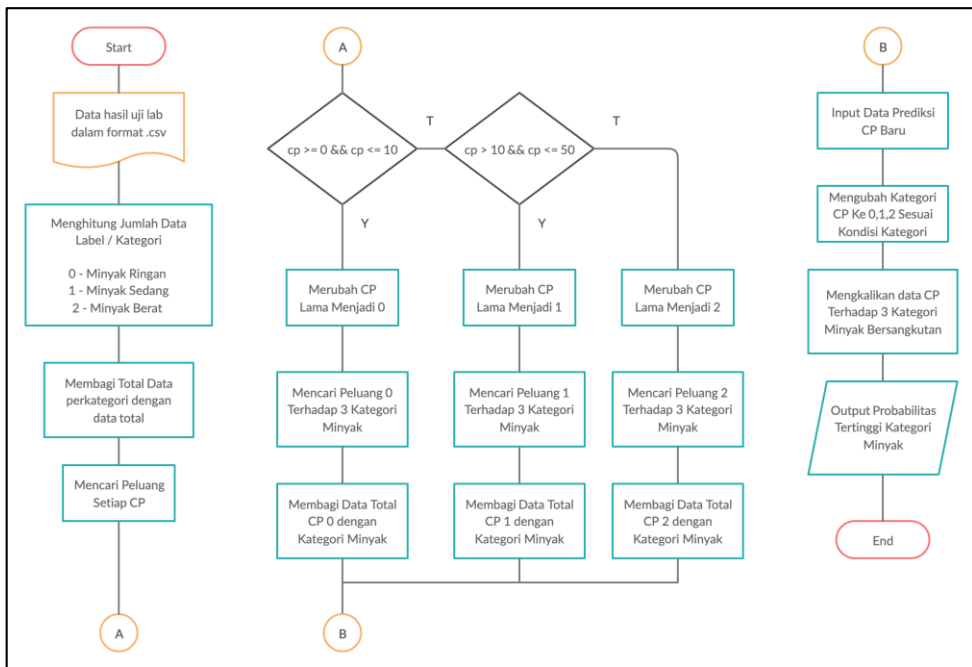 Start
Data hasil uji lab
dalam format .csv
Menghitung Jumlah Data
Label / Kategori
0 - Minyak Ringan
1 - Minyak Sedang
2 - Minyak Berat
Membagi Total Data
perkategori dengan
data total
Mencari Peluang
Setiap CP
A
A
cp >= 0 && cp <= 10
T
Y
cp > 10 && cp <= 50
T
Y
Merubah CP
Lama Menjadi 0
Merubah CP
Lama Menjadi 1
Merubah CP
Lama Menjadi 2
Mencari Peluang 0
Terhadap 3 Kategori
Minyak
Mencari Peluang 1
Terhadap 3 Kategori
Minyak
Mencari Peluang 2
Terhadap 3 Kategori
Minyak
Membagi Data Total
CP 0 dengan
Kategori Minyak
Membagi Data Total
CP 1 dengan
Kategori Minyak
Membagi Data Total
CP 2 dengan
Kategori Minyak
B
B
Input Data Prediksi
CP Baru
Mengubah Kategori
CP Ke 0,1,2 Sesuai
Kondisi Kategori
Mengkalikan data CP
Terhadap 3 Kategori
Minyak Bersangkutan
Output Probabilitas
Tertinggi Kategori
Minyak
End